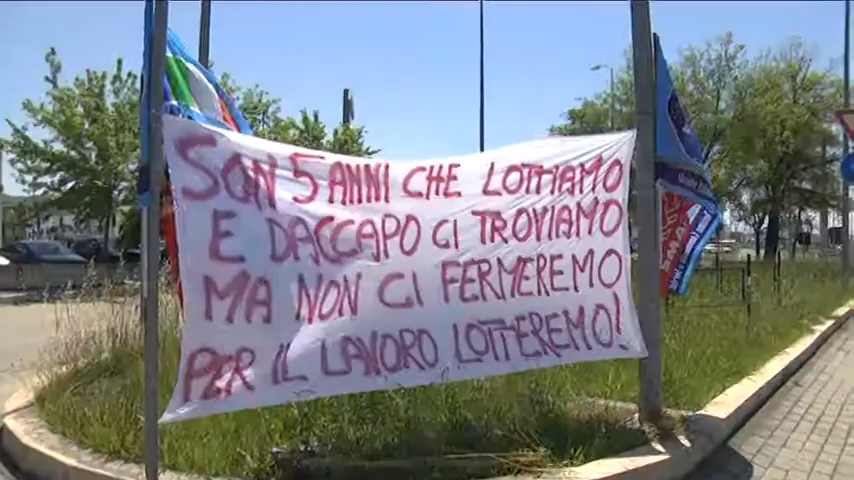 SON 5 ANNI CHE LOTTIAMO
E DACCAPO CI TROVIAMO
MA NON CI FERMEREMO
PER IL LAVORO LOTTEREMO!